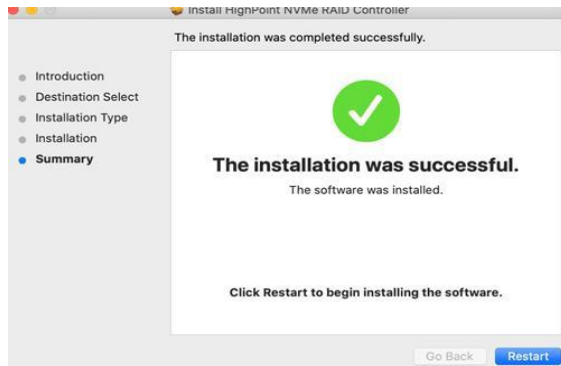 Install HighPoint NVMe RAID Controller
The installation was completed successfully.
Introduction
Destination Select
Installation Type
Installation
Summary
The installation was successful.
The software was installed.
Click Restart to begin installing the software.
Go Back
Restart